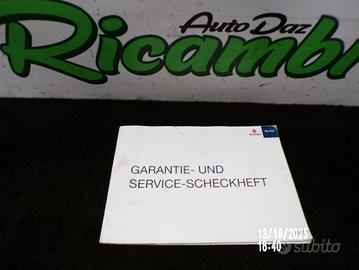 Auto Daz
Ricambi
GARANTIE- UND
SERVICE-SCHECKHEFT
13/10/2025
18:40
subito